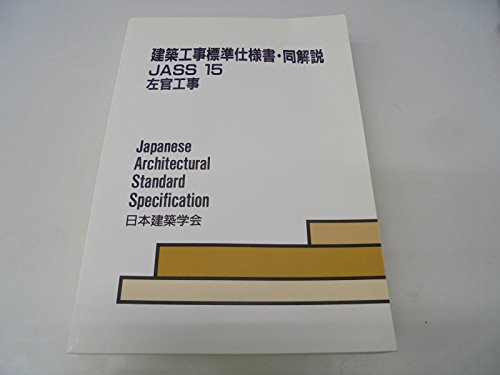 建築工事標準仕様書・同解説
JASS 15
左官工事
Japanese
Architectural
Standard
Specification
日本建築学会